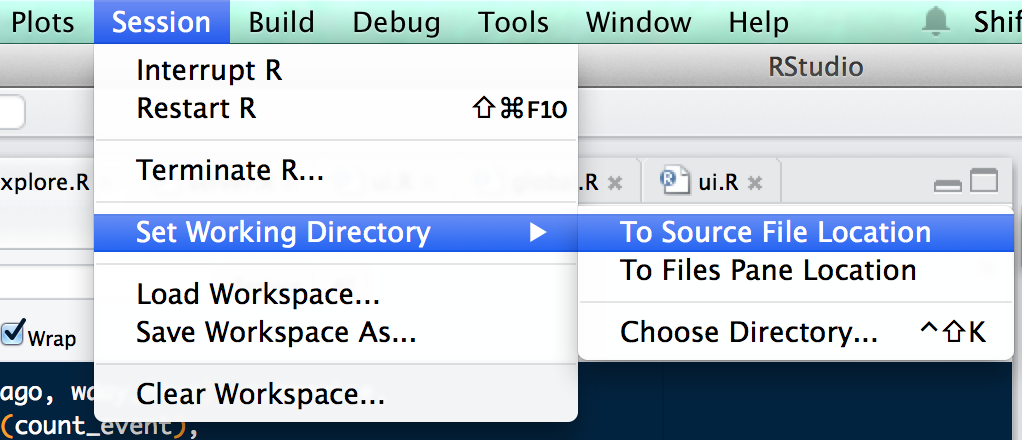 Plots Session Build Debug Tools Window Help Shif
RStudio
Interrupt R
Restart R ⇧⌘F10
Terminate R...
xplore.R .R ui.R
Set Working Directory ▶ To Source File Location
To Files Pane Location
Load Workspace...
Save Workspace As... Choose Directory... ^⇧K
Wrap
Clear Workspace...
ago,
(count_event),